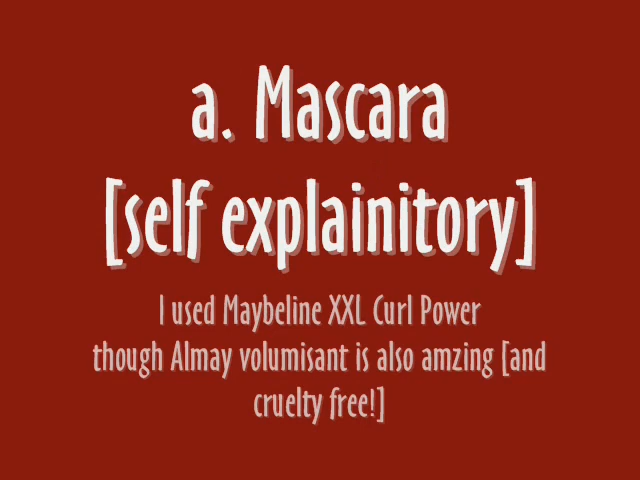 a. Mascara
[self explainitory]
I used Maybeline XXL Curl Power
though Almay volumisant is also amzing [and
cruelty free!]